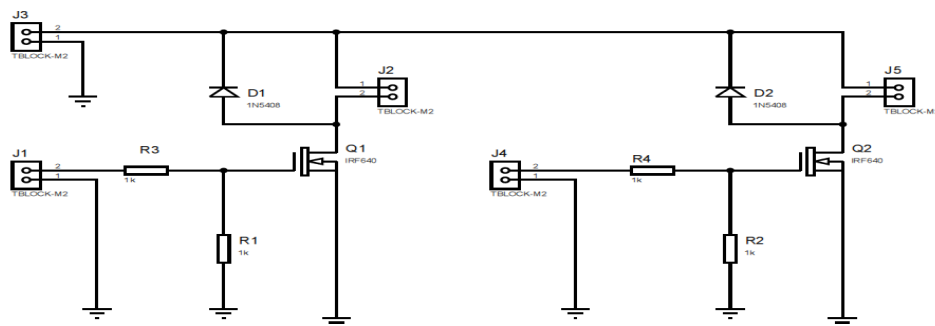 J3
2
1
TBLOCK-M2
D1
1N5408
J2
1
2
TBLOCK-M2
D2
1N5408
J5
1
2
TBLOCK-M
J1
2
1
TBLOCK-M2
R3
1k
Q1
IRF640
J4
2
1
TBLOCK-M2
R4
1k
Q2
IRF640
R1
1k
R2
1k